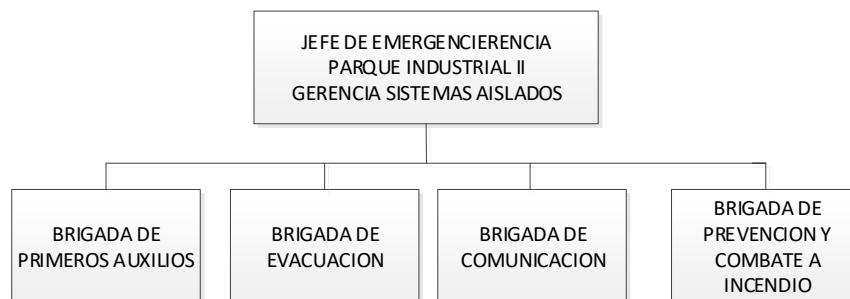 JEFE DE EMERGENCIERENCIA
PARQUE INDUSTRIAL II
GERENCIA SISTEMAS AISLADOS
BRIGADA DE
PRIMEROS AUXILIOS
BRIGADA DE
EVACUACION
BRIGADA DE
COMUNICACION
BRIGADA DE
PREVENCION Y
COMBATE A
INCENDIO